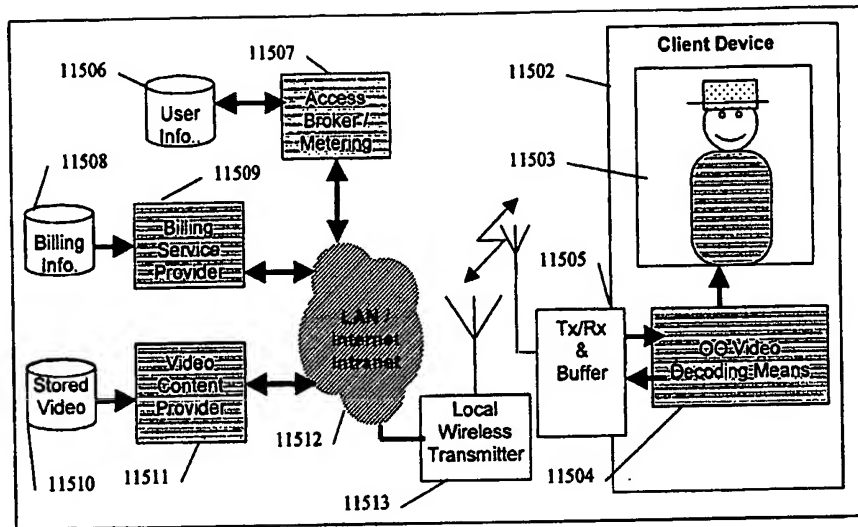 Client Device
11506
11507
11502
User
Info..
Access
Broker /
Metering
11503
11508
11509
Billing
Info.
Billing
Service
Provider
11505
LAN /
Internet
Intranet
Tx/Rx
&
Buffer
OO Video
Decoding Means
Stored
Video
Video
Content
Provider
Local
Wireless
Transmitter
11512
11510
11511
11504
11513